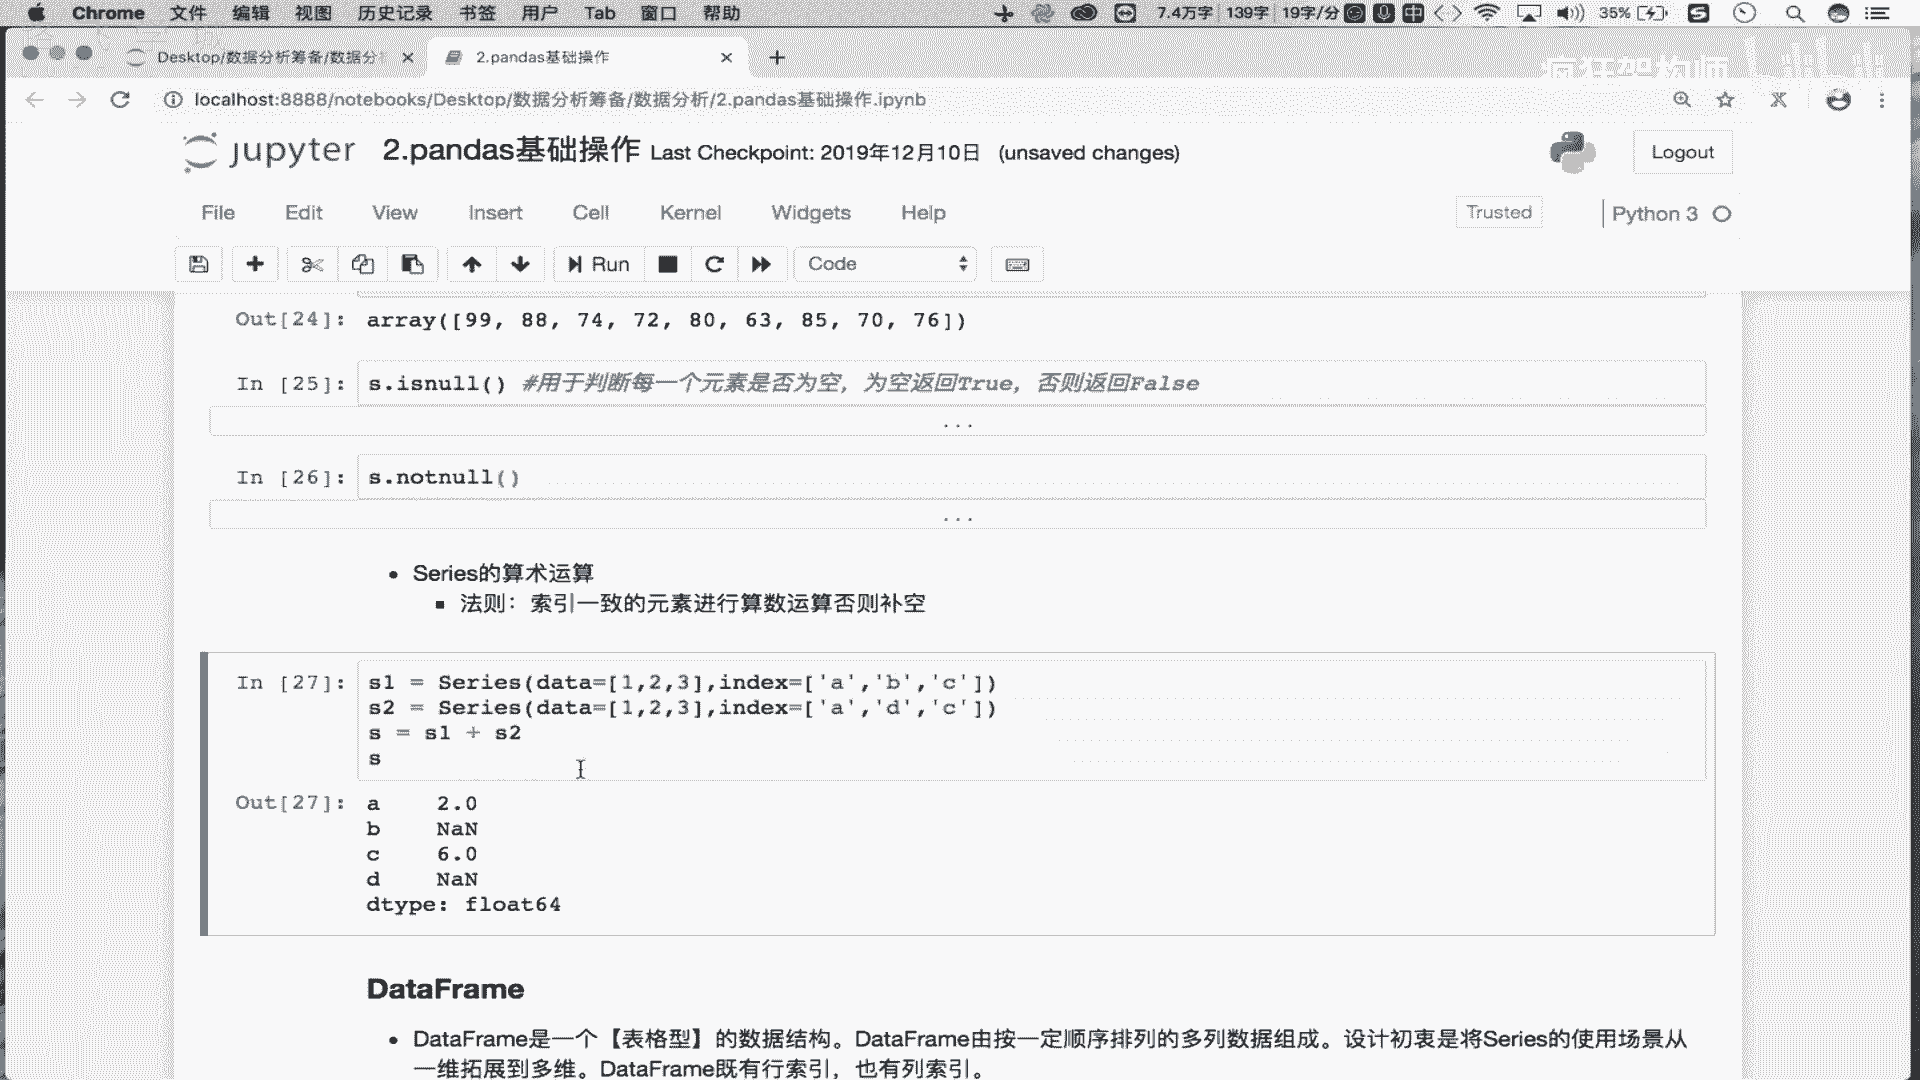 Chrome 文件 编辑 视图 历史记录 书签 用户 Tab 窗口 帮助 7.4万字 139字 19字/分 中 35%
Desktop/数据分析筹备/数据分
2.pandas基础操作
疯狂架构师
localhost:8888/notebooks/Desktop/数据分析筹备/数据分析/2.pandas基础操作.ipynb
jupyter 2.pandas基础操作 Last Checkpoint: 2019年12月10日 (unsaved changes)
Logout
File Edit View Insert Cell Kernel Widgets Help
Trusted Python 3
Run Code
Out[24]: array([99, 88, 74, 72, 80, 63, 85, 70, 76])
In [25]: s.isnull() #用于判断每一个元素是否为空，为空返回True，否则返回False
...
In [26]: s.notnull()
...
• Series的算术运算
▪ 法则：索引一致的元素进行算数运算否则补空
In [27]: s1 = Series(data=[1,2,3],index=['a','b','c'])
s2 = Series(data=[1,2,3],index=['a','d','c'])
s = s1 + s2
s
Out[27]: a 2.0
b NaN
c 6.0
d NaN
dtype: float64
DataFrame
• DataFrame是一个【表格型】的数据结构。DataFrame由按一定顺序排列的多列数据组成。设计初衷是将Series的使用场景从
一维拓展到多维。DataFrame既有行索引，也有列索引。